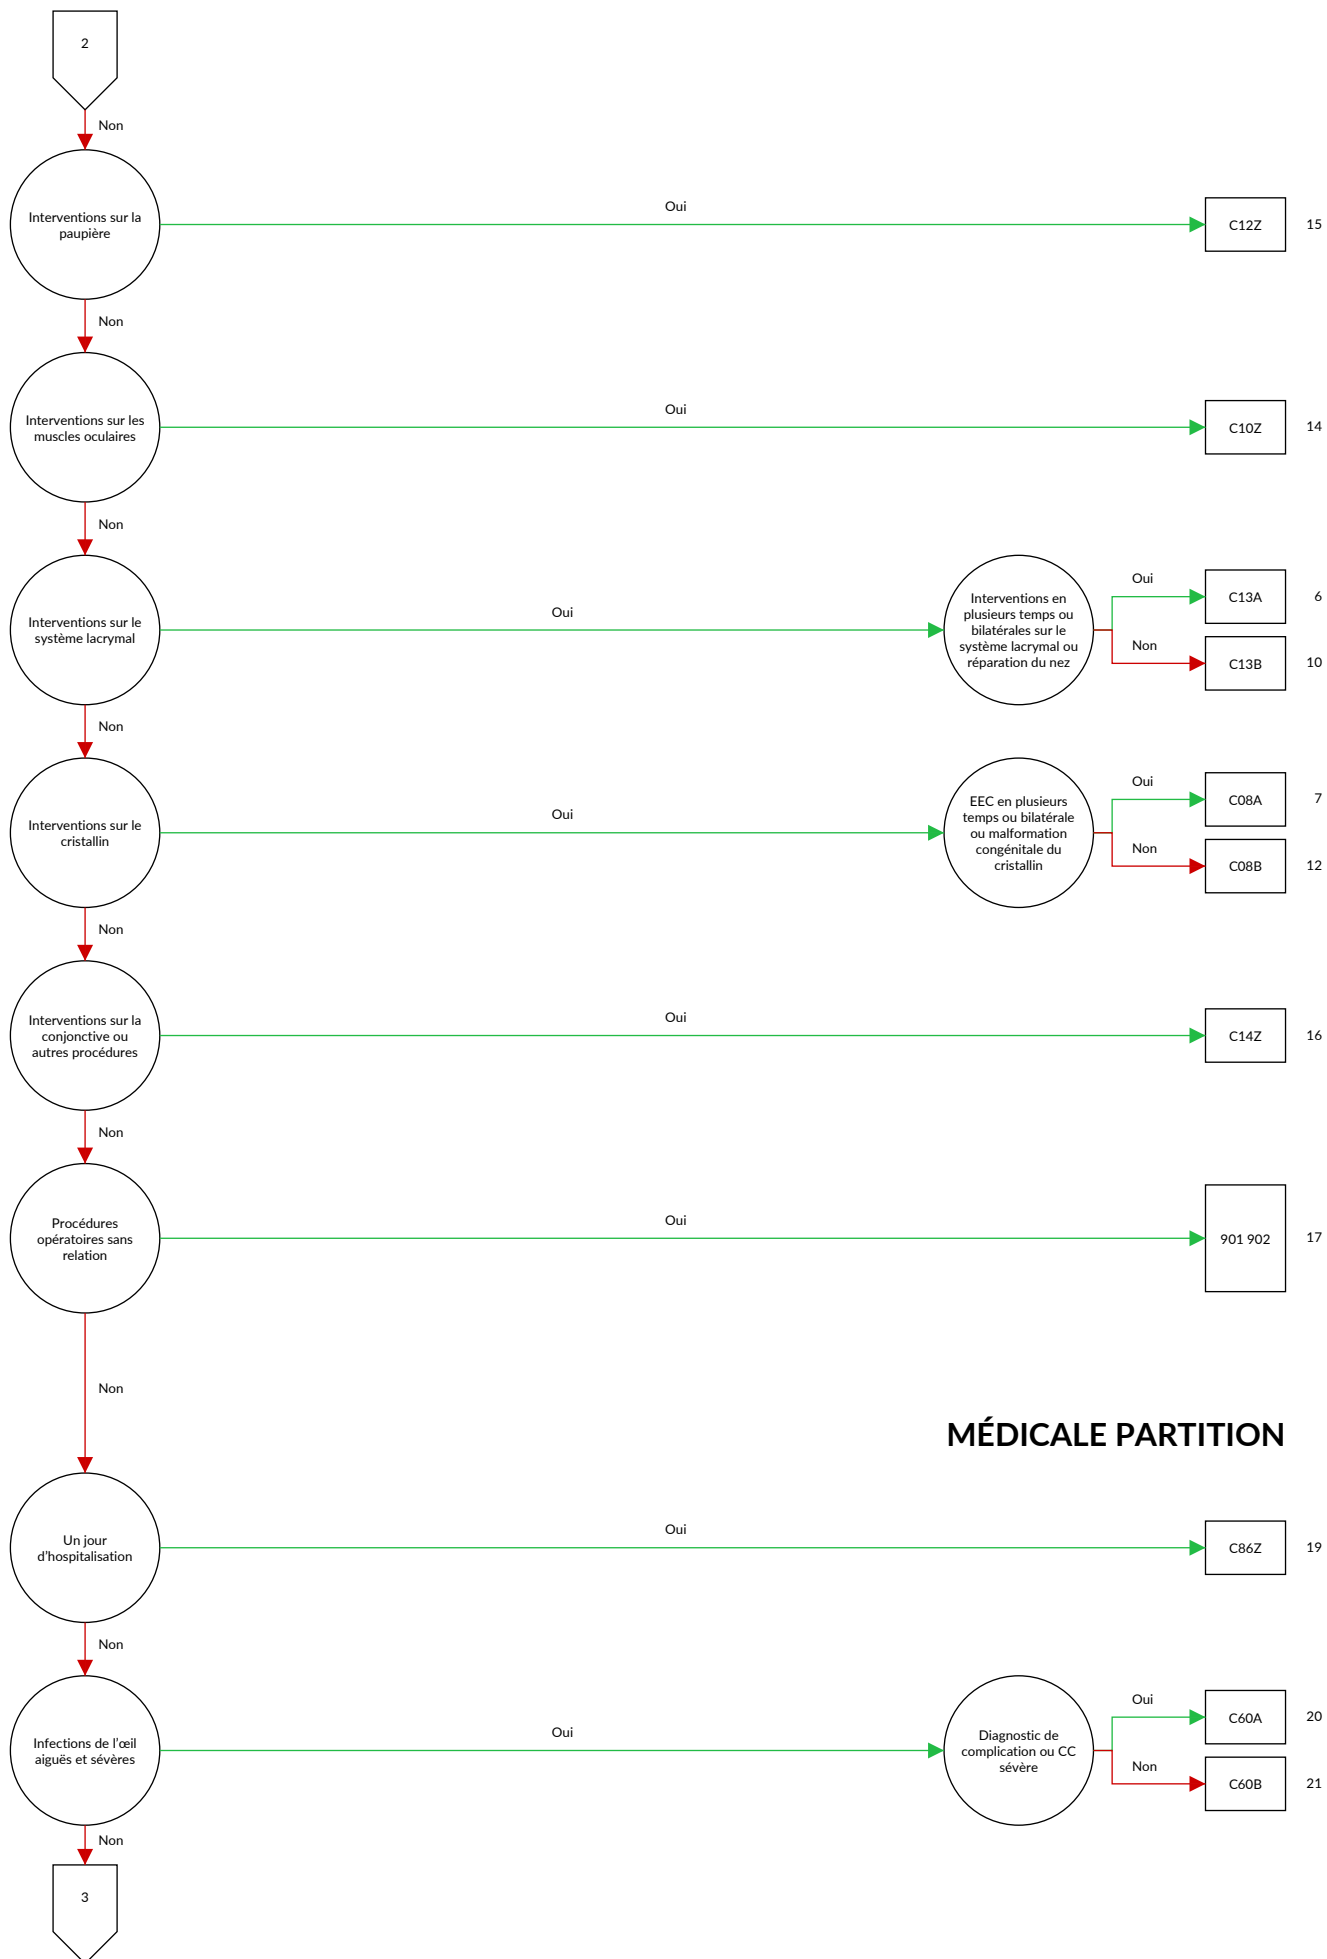 2
Non
Interventions sur la
paupière
Oui
C12Z
15
Non
Interventions sur les
muscles oculaires
Oui
C10Z
14
Non
Interventions sur le
système lacrymal
Oui
Interventions en
plusieurs temps ou
bilatérales sur le
système lacrymal ou
réparation du nez
Oui
C13A
6
Non
C13B
10
Non
Interventions sur le
cristallin
Oui
EEC en plusieurs
temps ou bilatérale
ou malformation
congénitale du
cristallin
Oui
C08A
7
Non
C08B
12
Non
Interventions sur la
conjonctive ou
autres procédures
Oui
C14Z
16
Non
Procédures
opératoires sans
relation
Oui
901 902
17
Non
MÉDICALE PARTITION
Un jour
d'hospitalisation
Oui
C86Z
19
Non
Infections de l'œil
aiguës et sévères
Oui
Diagnostic de
complication ou CC
sévère
Oui
C60A
20
Non
C60B
21
Non
3